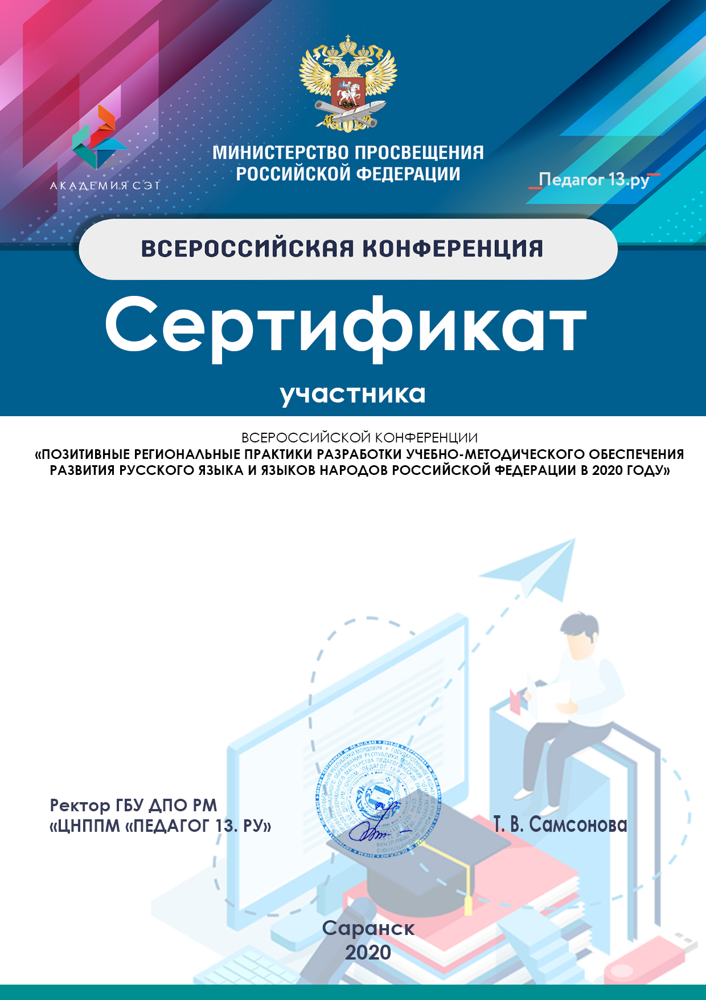 МИНИСТЕРСТВО ПРОСВЕЩЕНИЯ
РОССИЙСКОЙ ФЕДЕРАЦИИ
АКАДЕМИЯ СЭТ
_Педагог 13.ру¯
ВСЕРОССИЙСКАЯ КОНФЕРЕНЦИЯ
Сертификат
участника
ВСЕРОССИЙСКОЙ КОНФЕРЕНЦИИ
«ПОЗИТИВНЫЕ РЕГИОНАЛЬНЫЕ ПРАКТИКИ РАЗРАБОТКИ УЧЕБНО-МЕТОДИЧЕСКОГО ОБЕСПЕЧЕНИЯ
РАЗВИТИЯ РУССКОГО ЯЗЫКА И ЯЗЫКОВ НАРОДОВ РОССИЙСКОЙ ФЕДЕРАЦИИ В 2020 ГОДУ»
Ректор ГБУ ДПО РМ
«ЦНППМ «ПЕДАГОГ 13. РУ»
Т. В. Самсонова
Саранск
2020